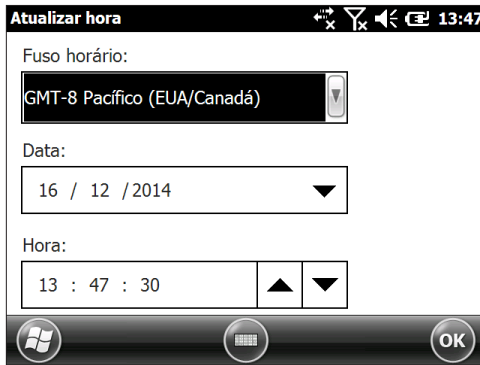 Atualizar hora 13:47
Fuso horário:
GMT-8 Pacífico (EUA/Canadá)
Data:
16 / 12 / 2014
Hora:
13 : 47 : 30
OK